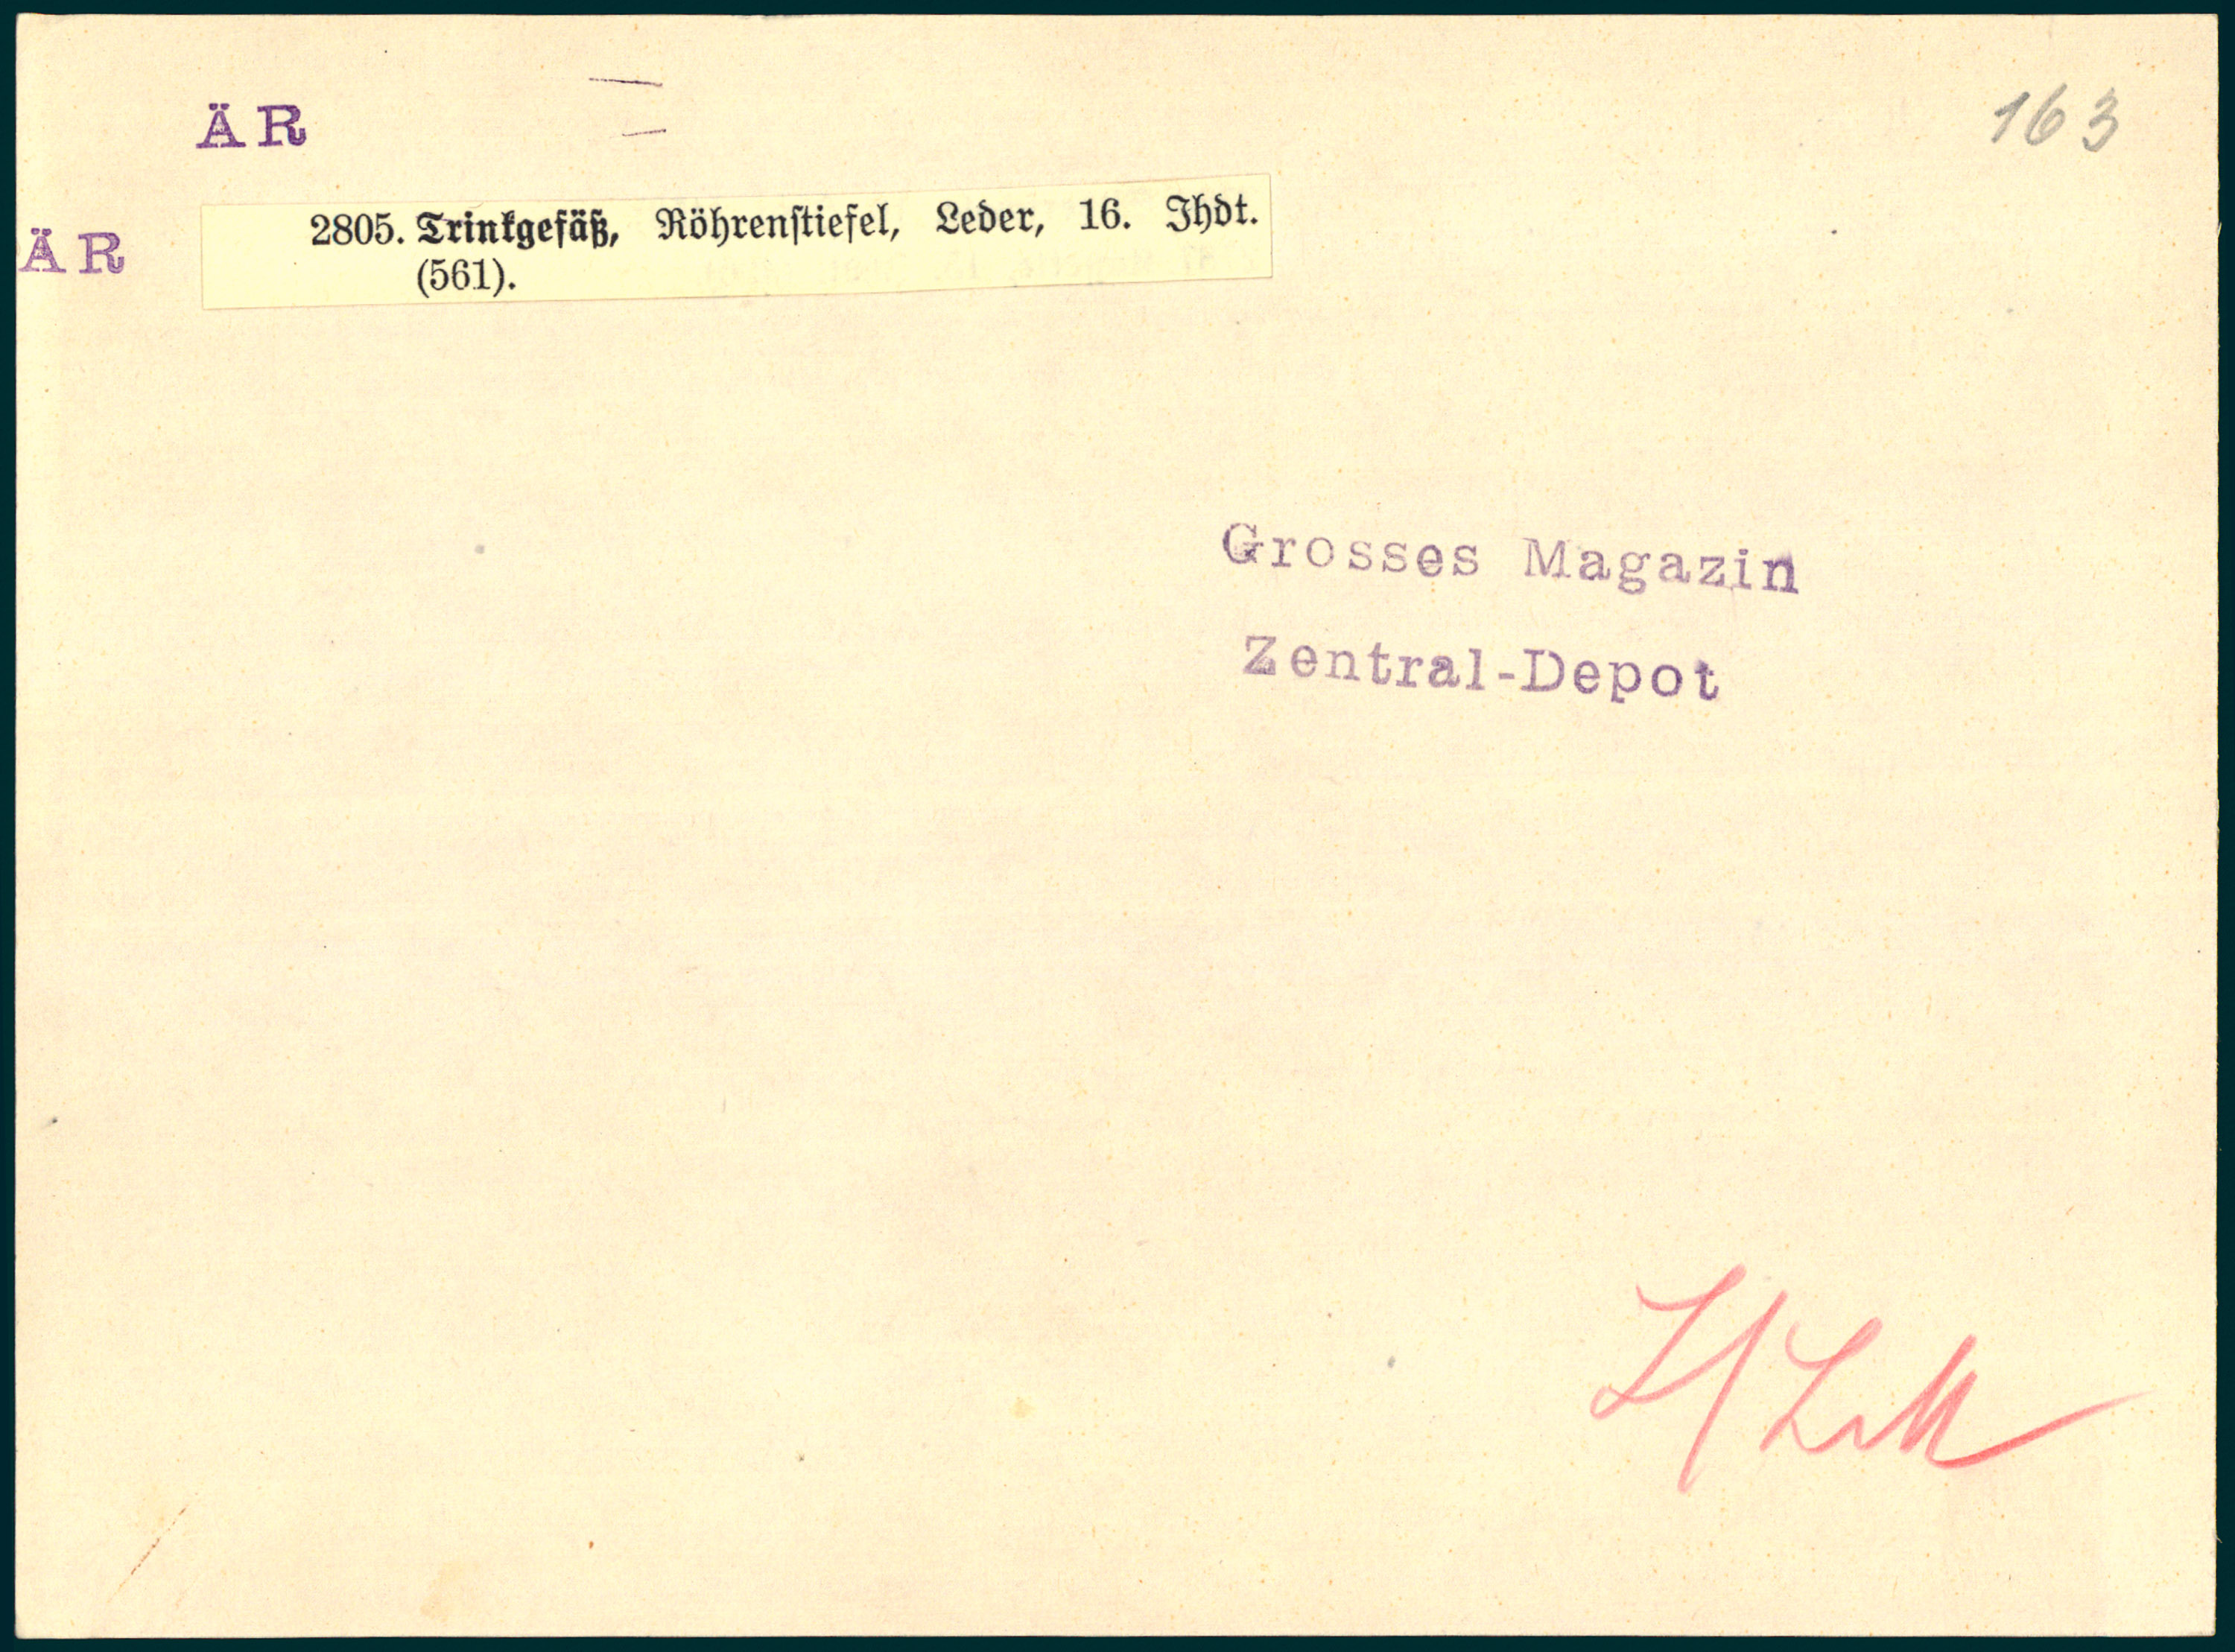 ÄR
163
ÄR
2805. Trinkgefäß, Röhrenstiefel, Leder, 16. Jhdt.
(561).
Grosses Magazin
Zentral-Depot